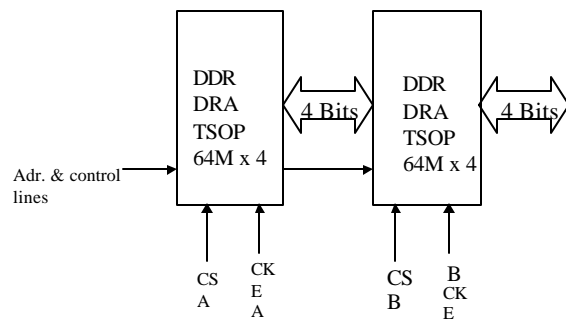 DDR
DRA
TSOP
64M x 4
4 Bits
DDR
DRA
TSOP
64M x 4
4 Bits
Adr. & control
lines
CS
A
CK
E
A
CS
B
B
CK
E